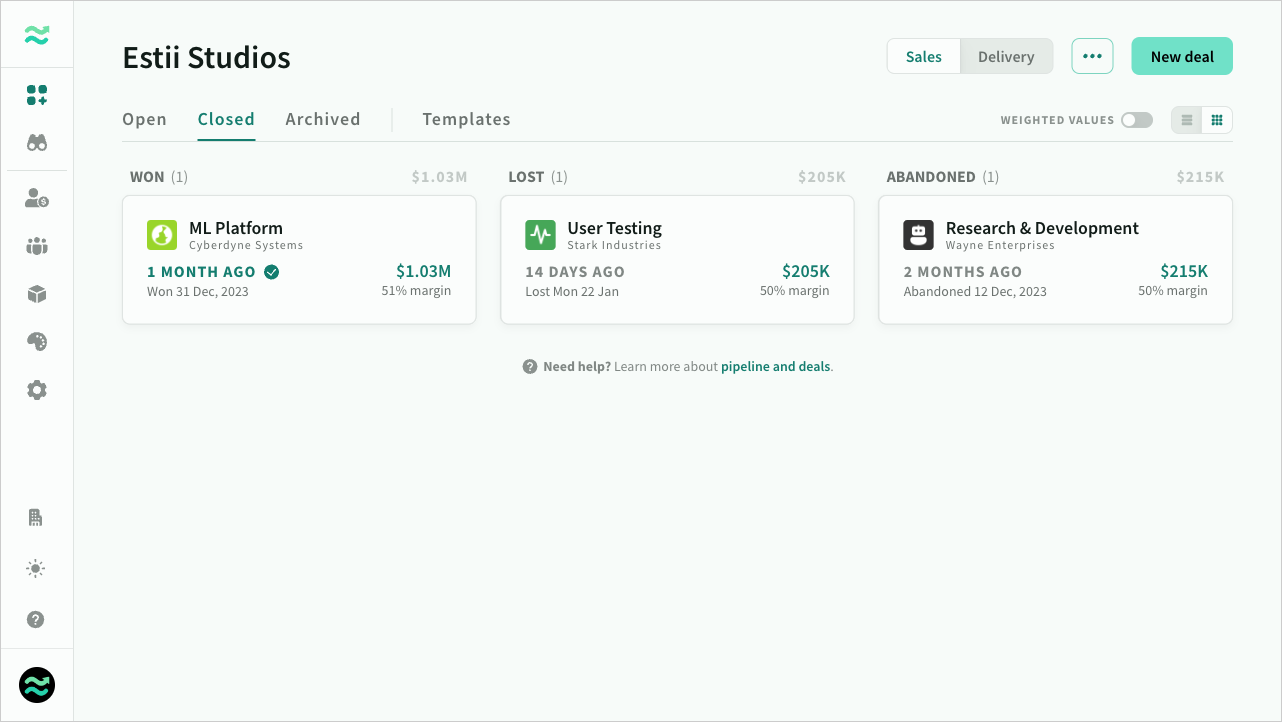 Estii Studios
Sales
Delivery
•••
New deal
Open
Closed
Archived
Templates
WEIGHTED VALUES
WON (1)
$1.03M
ML Platform
Cyberdyne Systems
1 MONTH AGO
$1.03M
Won 31 Dec, 2023
51% margin
LOST (1)
$205K
User Testing
Stark Industries
14 DAYS AGO
$205K
Lost Mon 22 Jan
50% margin
ABANDONED (1)
$215K
Research & Development
Wayne Enterprises
2 MONTHS AGO
$215K
Abandoned 12 Dec, 2023
50% margin
Need help? Learn more about pipeline and deals.